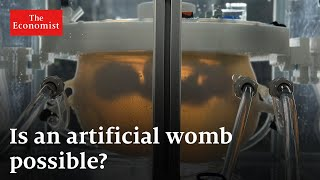 The
Economist
Is an artificial womb
possible?